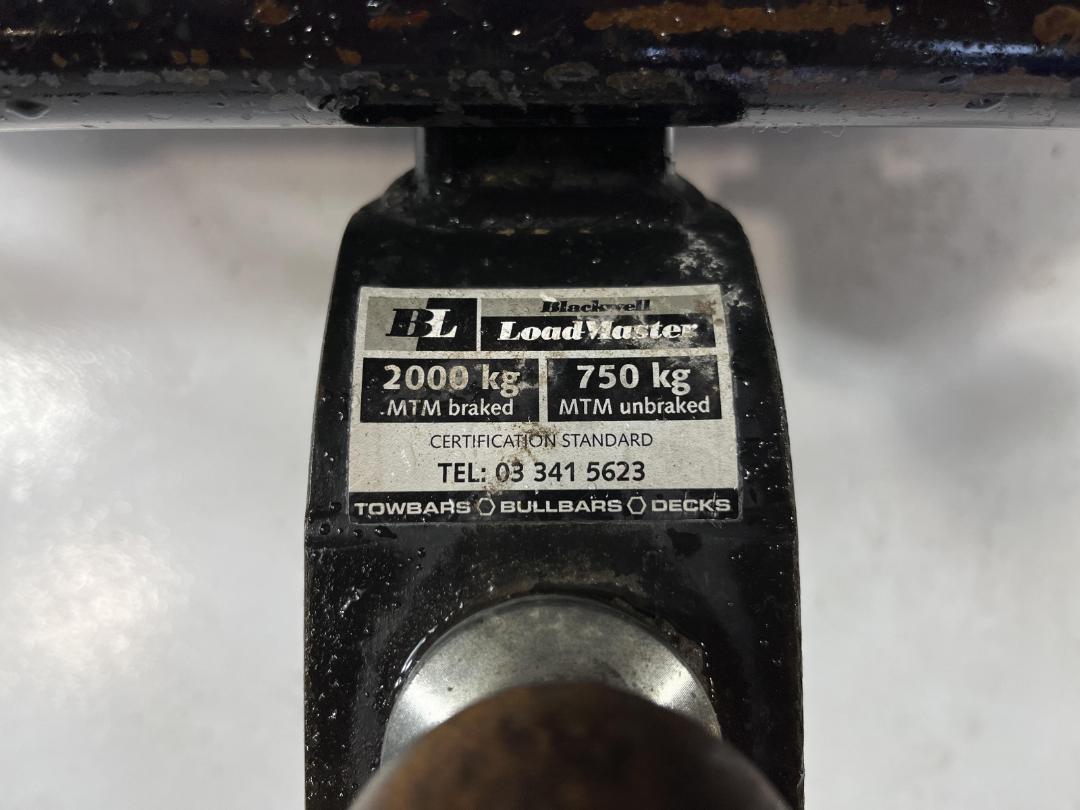 BL
Blackwell
LoadMaster
2000 kg
MTM braked
750 kg
MTM unbraked
CERTIFICATION STANDARD
TEL: 03 341 5623
TOWBARS BULLBARS DECKS